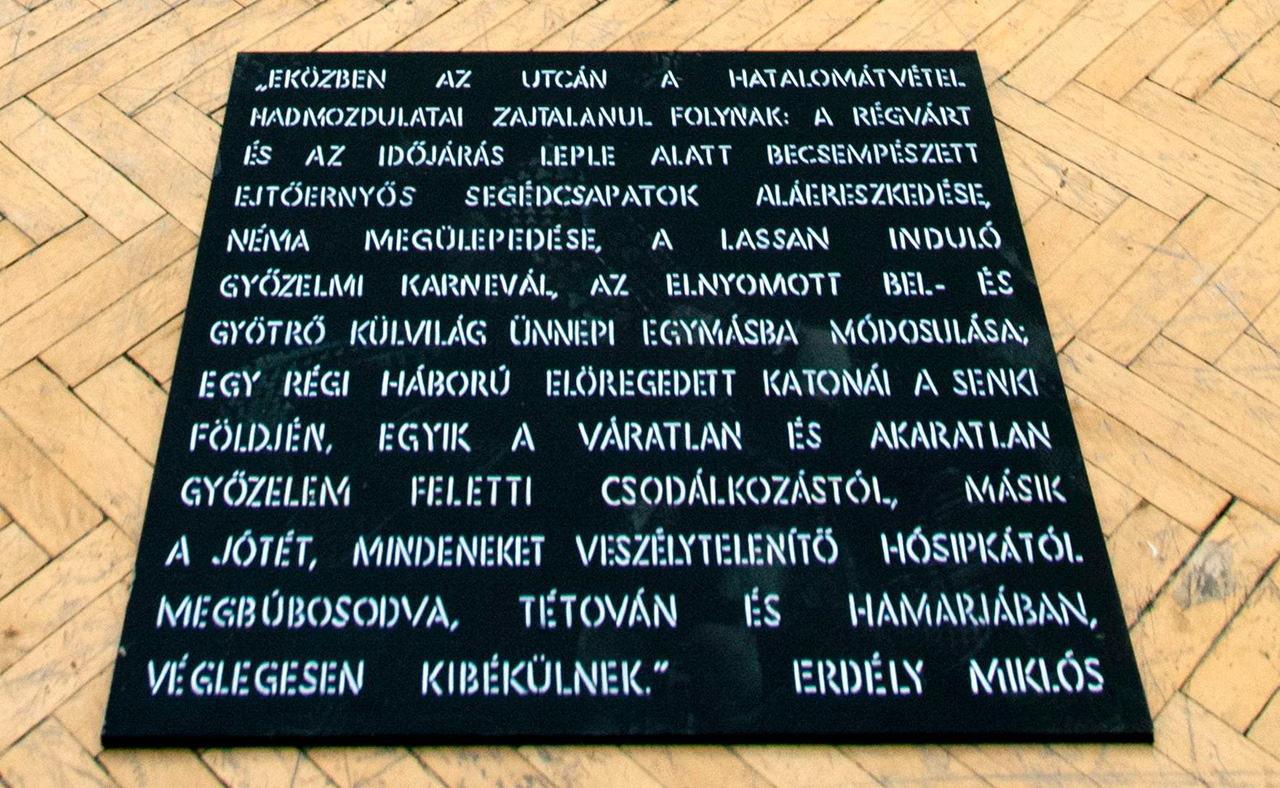 „EKÖZBEN AZ UTCÁN A HATALOMÁTVÉTEL
HADMOZDULATAI ZAJTALANUL FOLYNAK: A RÉGVÁRT
ÉS AZ IDŐJÁRÁS LEPLE ALATT BECSEMPÉSZETT
EJTŐERNYŐS SEGÉDCSAPATOK ALÁERESZKEDÉSE,
NÉMA MEGÜLEPEDÉSE, A LASSAN INDULÓ
GYŐZELMI KARNEVÁL, AZ ELNYOMOTT BEL- ÉS
GYÖTRŐ KÜLVILÁG ÜNNEPI EGYMÁSBA MÓDOSULÁSA;
EGY RÉGI HÁBORÚ ELÖREGEDETT KATONÁI A SENKI
FÖLDJÉN, EGYIK A VÁRATLAN ÉS AKARATLAN
GYŐZELEM FELETTI CSODÁLKOZÁSTÓL, MÁSIK
A JÓTÉT, MINDENEKET VESZÉLYTELENÍTŐ HÓSIPKÁTÓL
MEGBÚBOSODVA, TÉTOVÁN ÉS HAMARJÁBAN,
VÉGLEGESEN KIBÉKÜLNEK.” ERDÉLY MIKLÓS